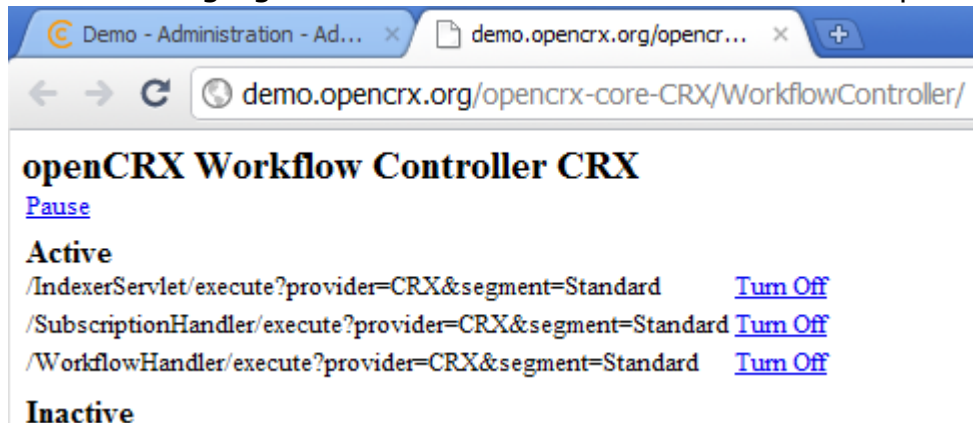 Demo - Administration - Ad...
demo.opencrx.org/opencr...
demo.opencrx.org/opencrx-core-CRX/WorkflowController/
openCRX Workflow Controller CRX
Pause
Active
/IndexerServlet/execute?provider=CRX&segment=Standard Turn Off
/SubscriptionHandler/execute?provider=CRX&segment=Standard Turn Off
/WorkflowHandler/execute?provider=CRX&segment=Standard Turn Off
Inactive